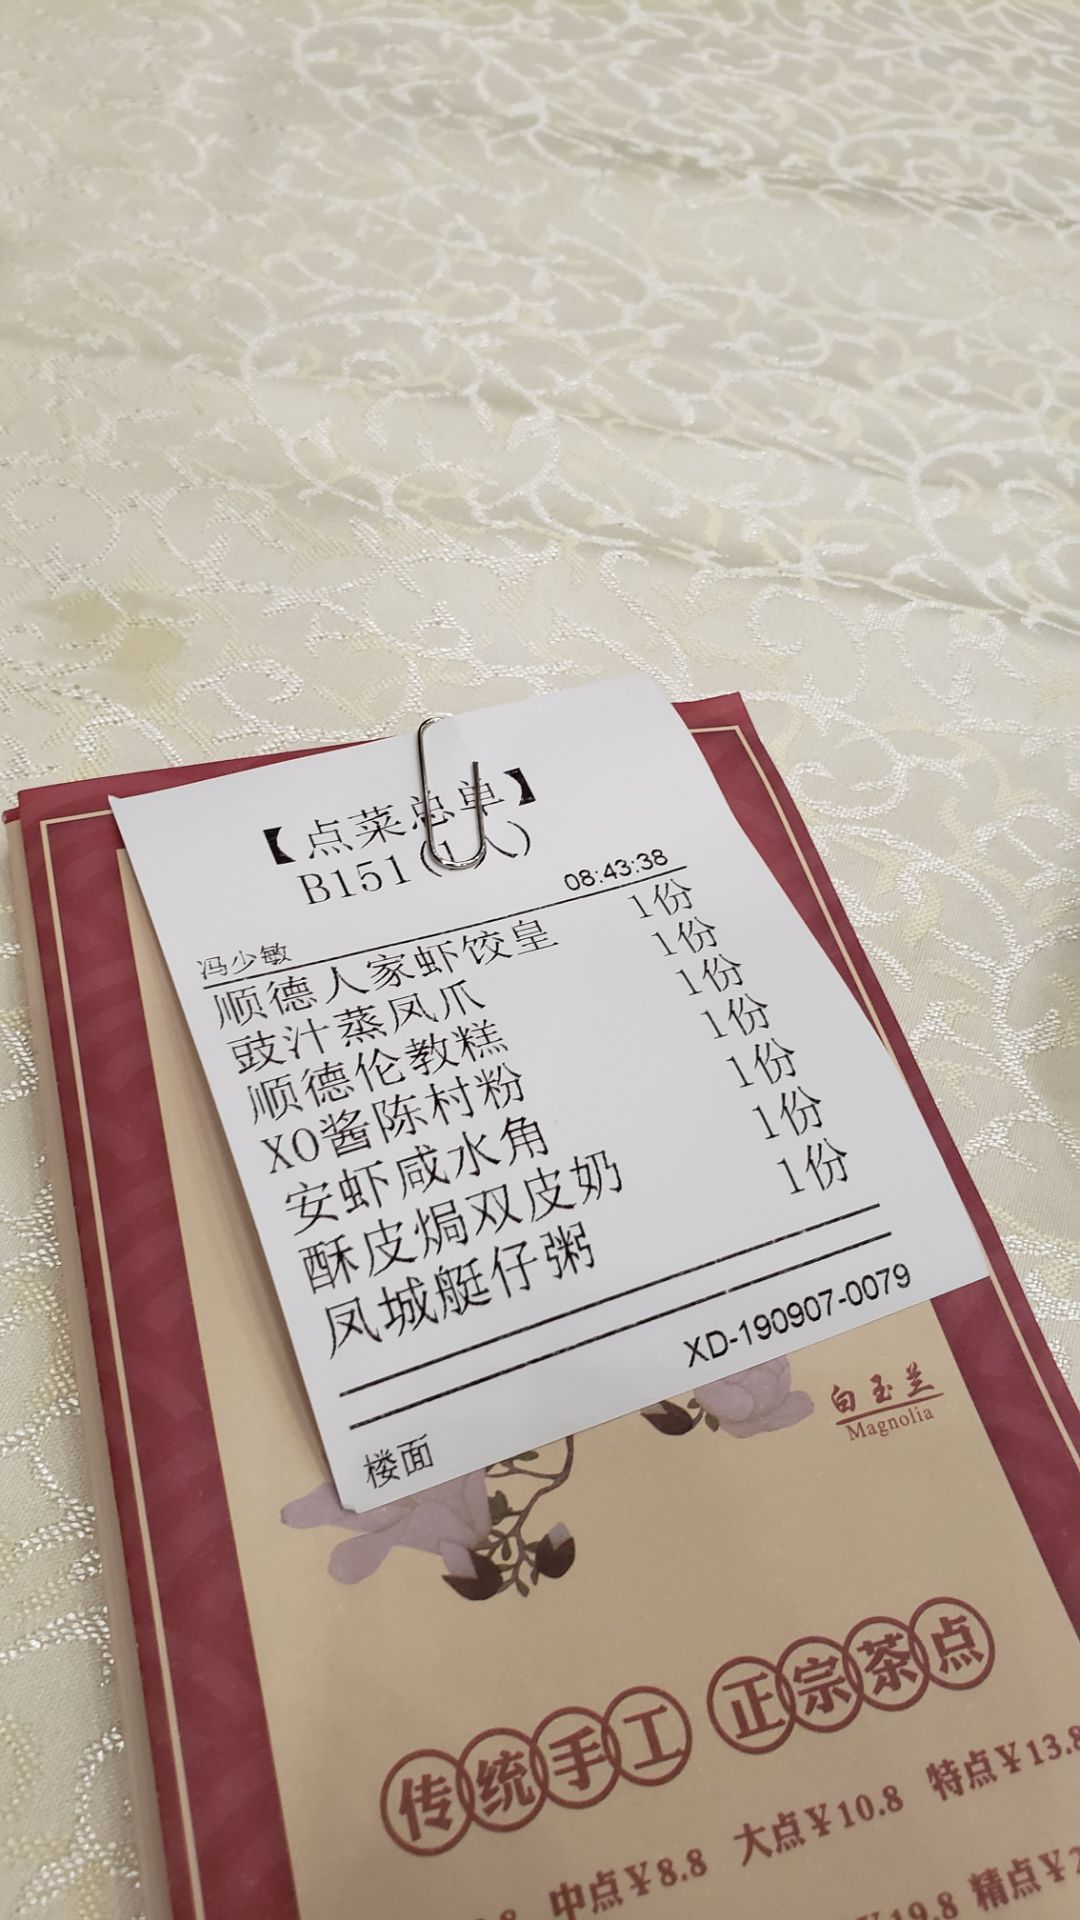 【点菜总单】
B151(1人)
冯少敏 08:43:38
顺德人家虾饺皇 1份
豉汁蒸凤爪 1份
顺德伦教糕 1份
XO酱陈村粉 1份
安虾咸水角 1份
酥皮焗双皮奶 1份
凤城艇仔粥 1份
XD-190907-0079
楼面
白玉兰
Magnolia
传统手工 正宗茶点
中点¥8.8 大点¥10.8 特点¥13.8
19.8 精点¥